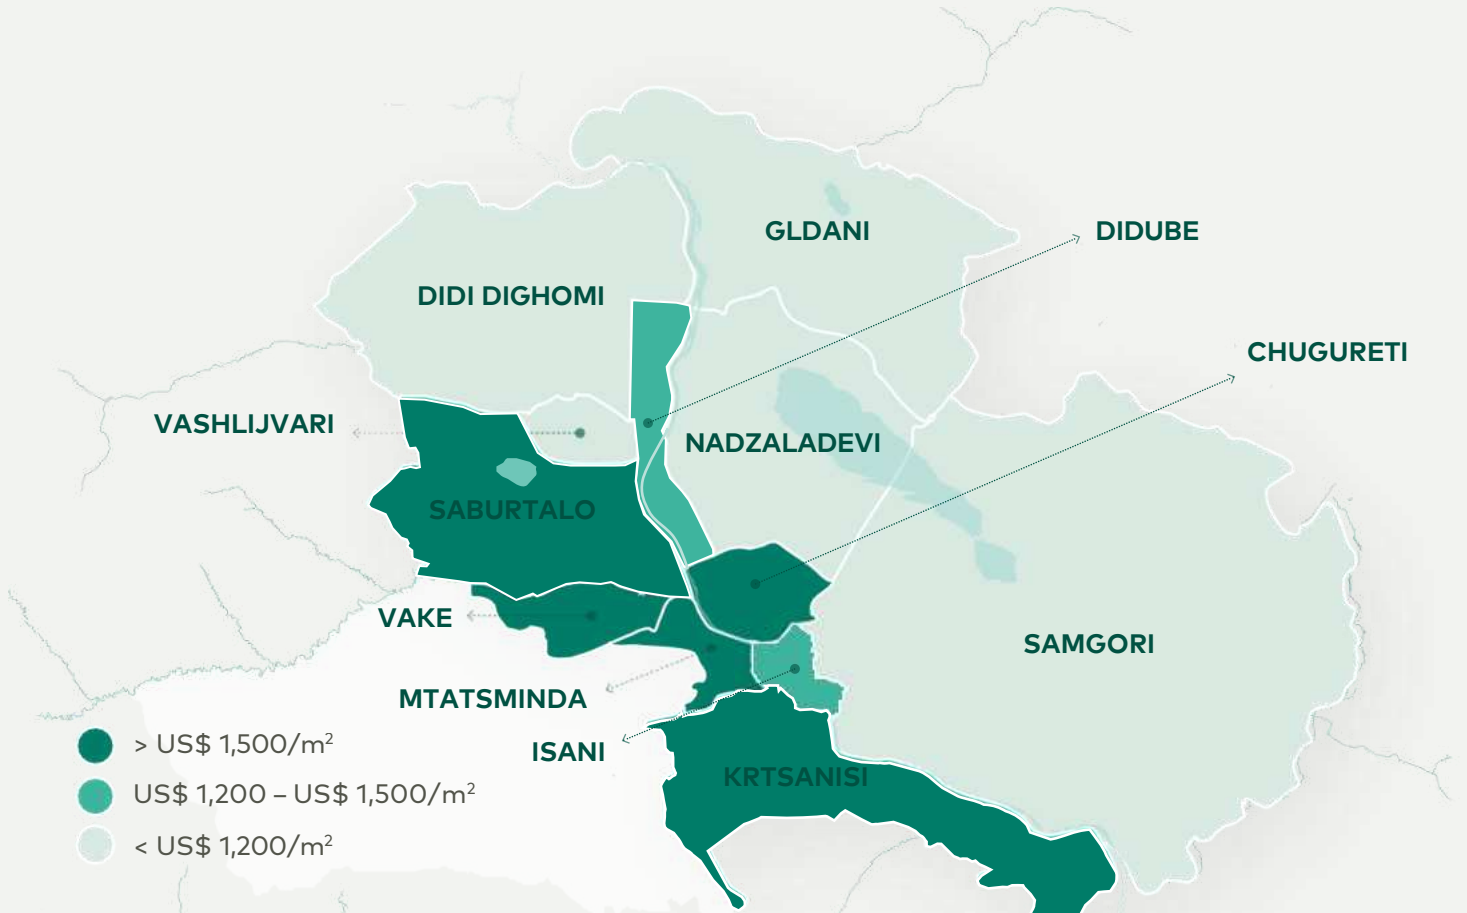 GLDANI
DIDUBE
DIDI DIGHOMI
CHUGURETI
VASHLIJVARI
NADZALADEVI
SABURTALO
VAKE
SAMGORI
MTATSMINDA
ISANI
KRTSANISI
> US$ 1,500/m²
US$ 1,200 – US$ 1,500/m²
< US$ 1,200/m²